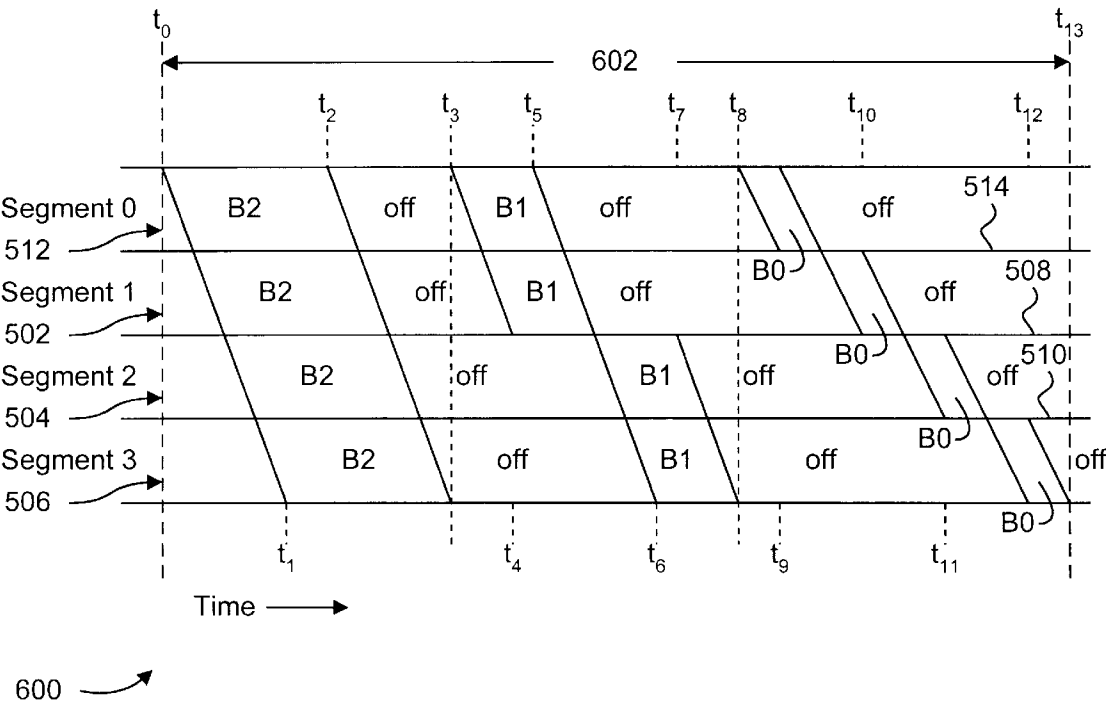 t0 t13
602
t2 t3 t5 t7 t8 t10 t12
514
Segment 0 B2 off B1 off off
512
B0
508
Segment 1 B2 off B1 off off
502
B0
510
Segment 2 B2 off B1 off off
504
B0
Segment 3 B2 off B1 off off
506
B0
t1 t4 t6 t9 t11
Time
600